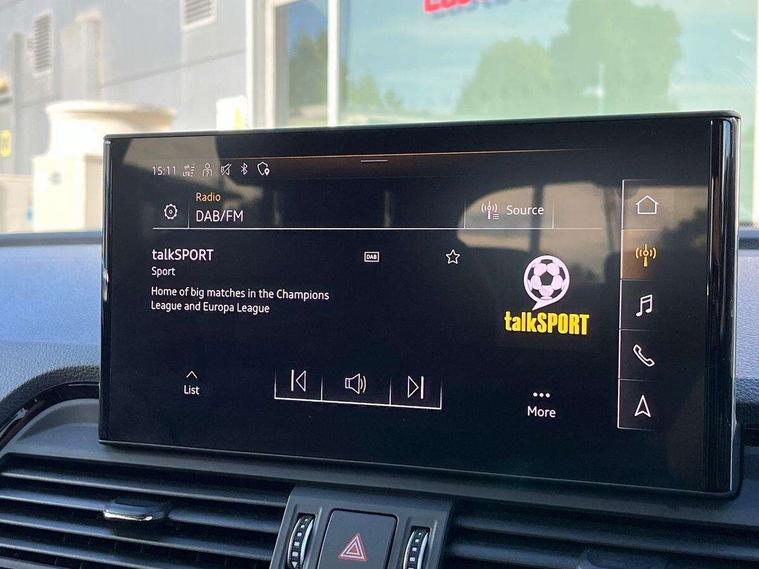 15:11 LTE
Radio
DAB/FM
Source
talkSPORT
DAB
Sport
Home of big matches in the Champions
League and Europa League
talkSPORT
List
More